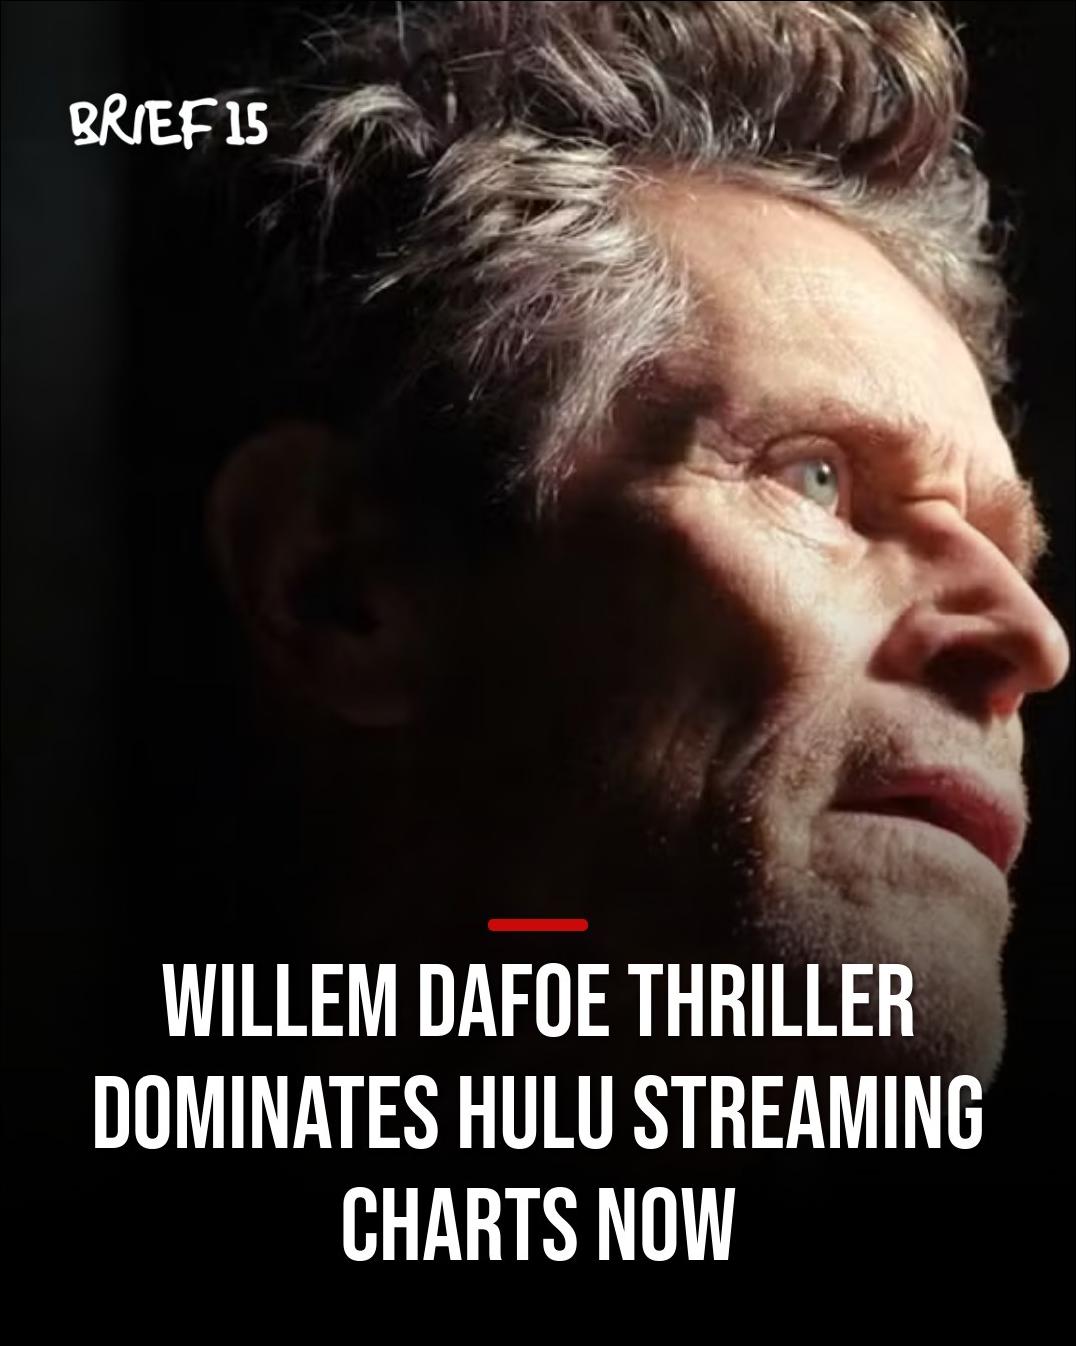 BRIEF 15
WILLEM DAFOE THRILLER
DOMINATES HULU STREAMING
CHARTS NOW